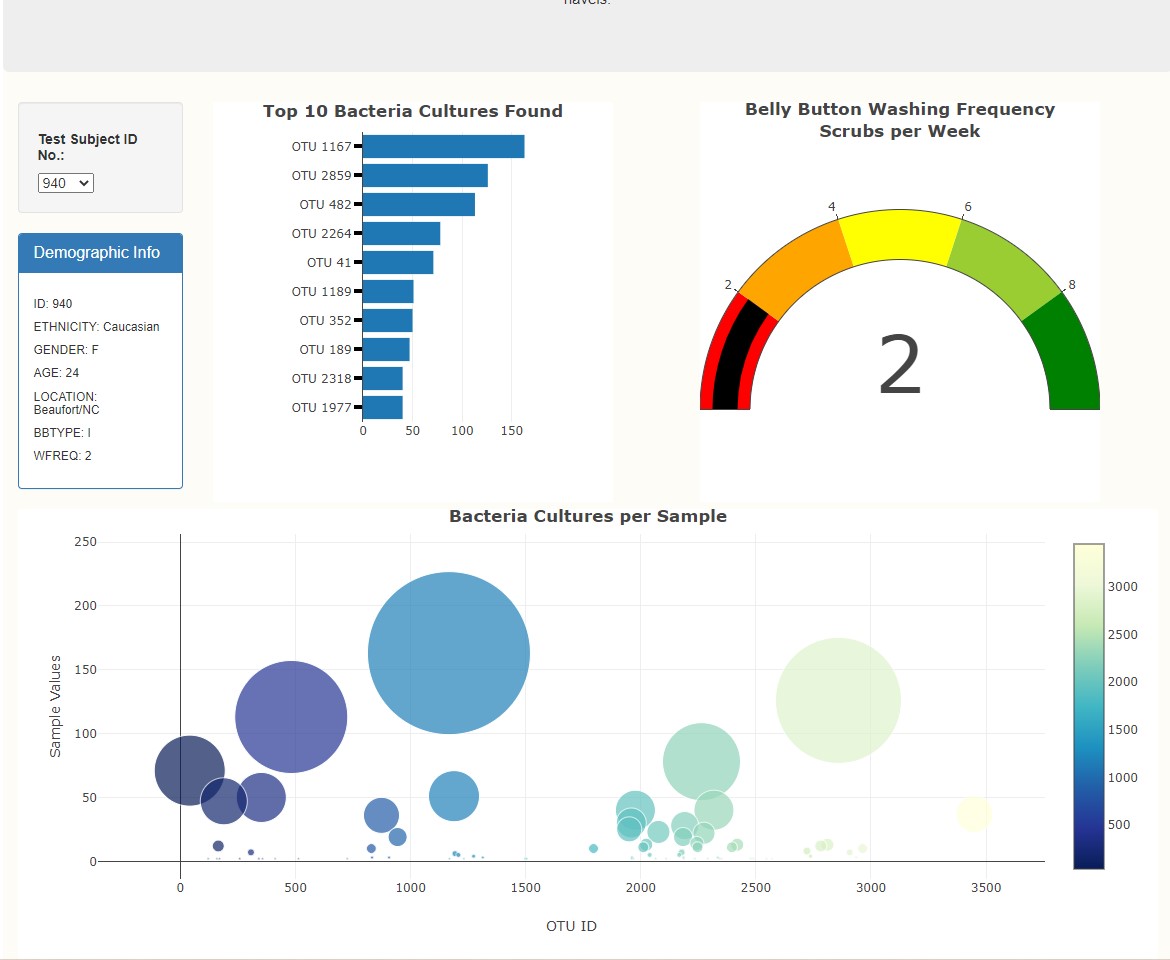 navels.
Test Subject ID
No.:
940
Demographic Info
ID: 940
ETHNICITY: Caucasian
GENDER: F
AGE: 24
LOCATION:
Beaufort/NC
BBTYPE: I
WFREQ: 2
Top 10 Bacteria Cultures Found
OTU 1167
OTU 2859
OTU 482
OTU 2264
OTU 41
OTU 1189
OTU 352
OTU 189
OTU 2318
OTU 1977
0 50 100 150
Belly Button Washing Frequency
Scrubs per Week
2 4 6 8
2
Bacteria Cultures per Sample
Sample Values
250
200
150
100
50
0
0 500 1000 1500 2000 2500 3000 3500
OTU ID
3000
2500
2000
1500
1000
500